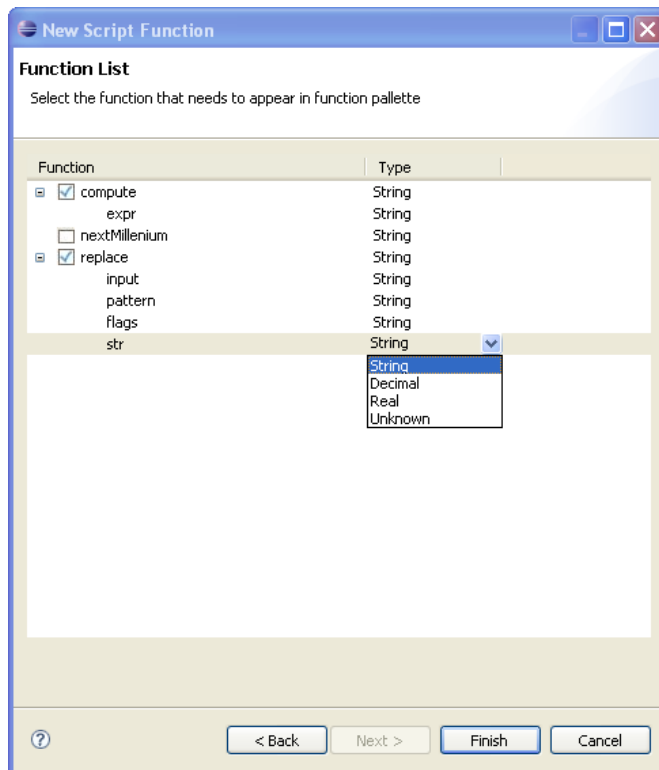 New Script Function
Function List
Select the function that needs to appear in function pallette
Function Type
compute String
expr String
nextMillenium String
replace String
input String
pattern String
flags String
str String
String
Decimal
Real
Unknown
< Back Next > Finish Cancel